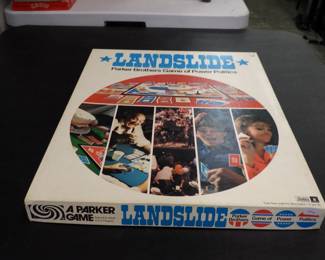 LANDSLIDE
Parker Brothers Game of Power Politics
A PARKER
GAME
LANDSLIDE
Parker
Brothers
Game of
Power
Politics